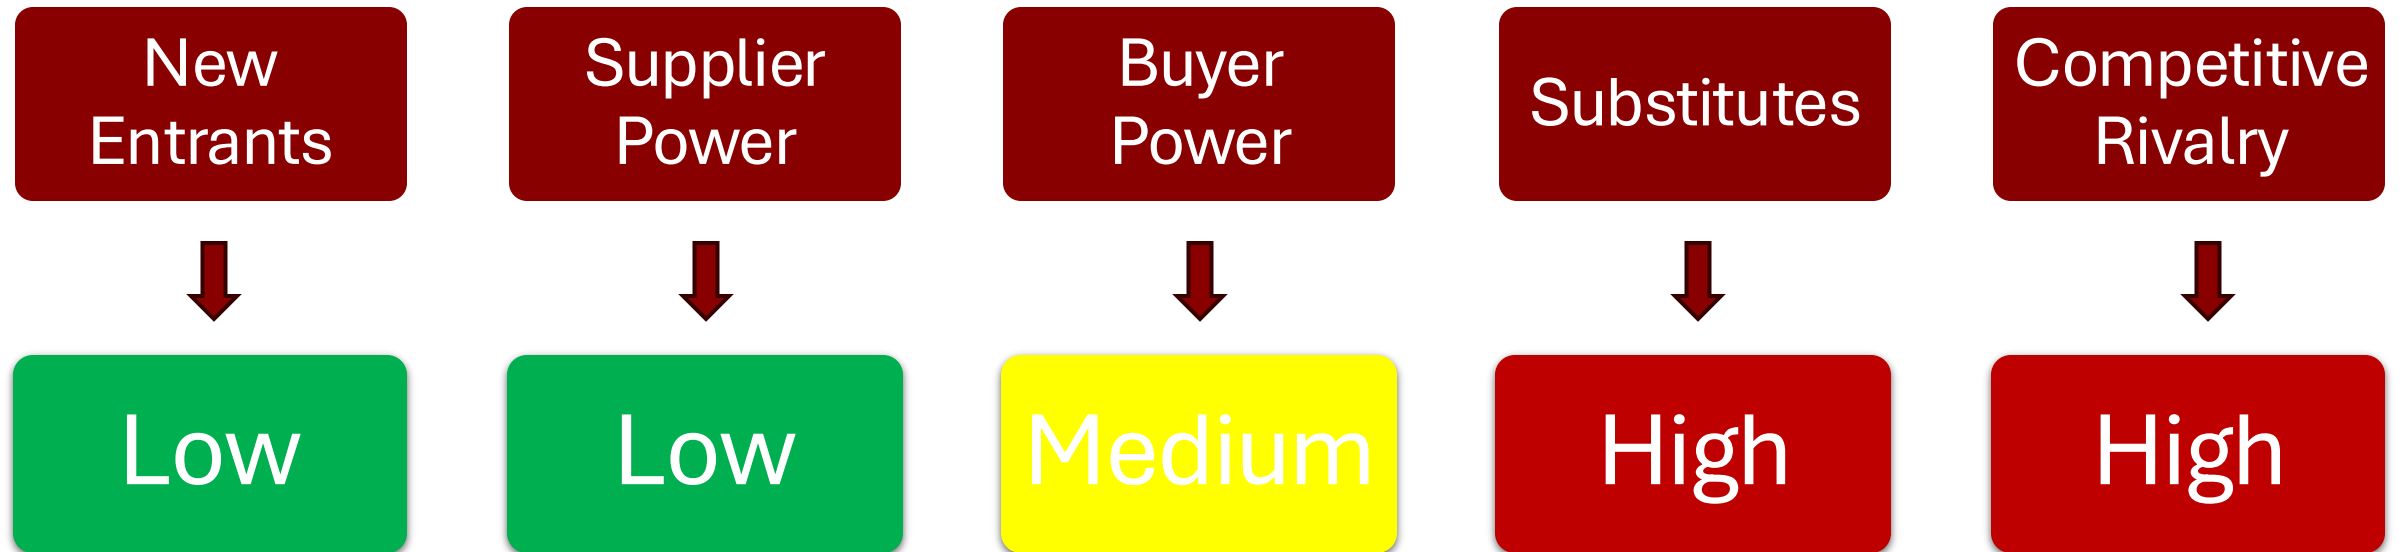 New
Entrants
Supplier
Power
Buyer
Power
Substitutes
Competitive
Rivalry
Low
Low
Medium
High
High